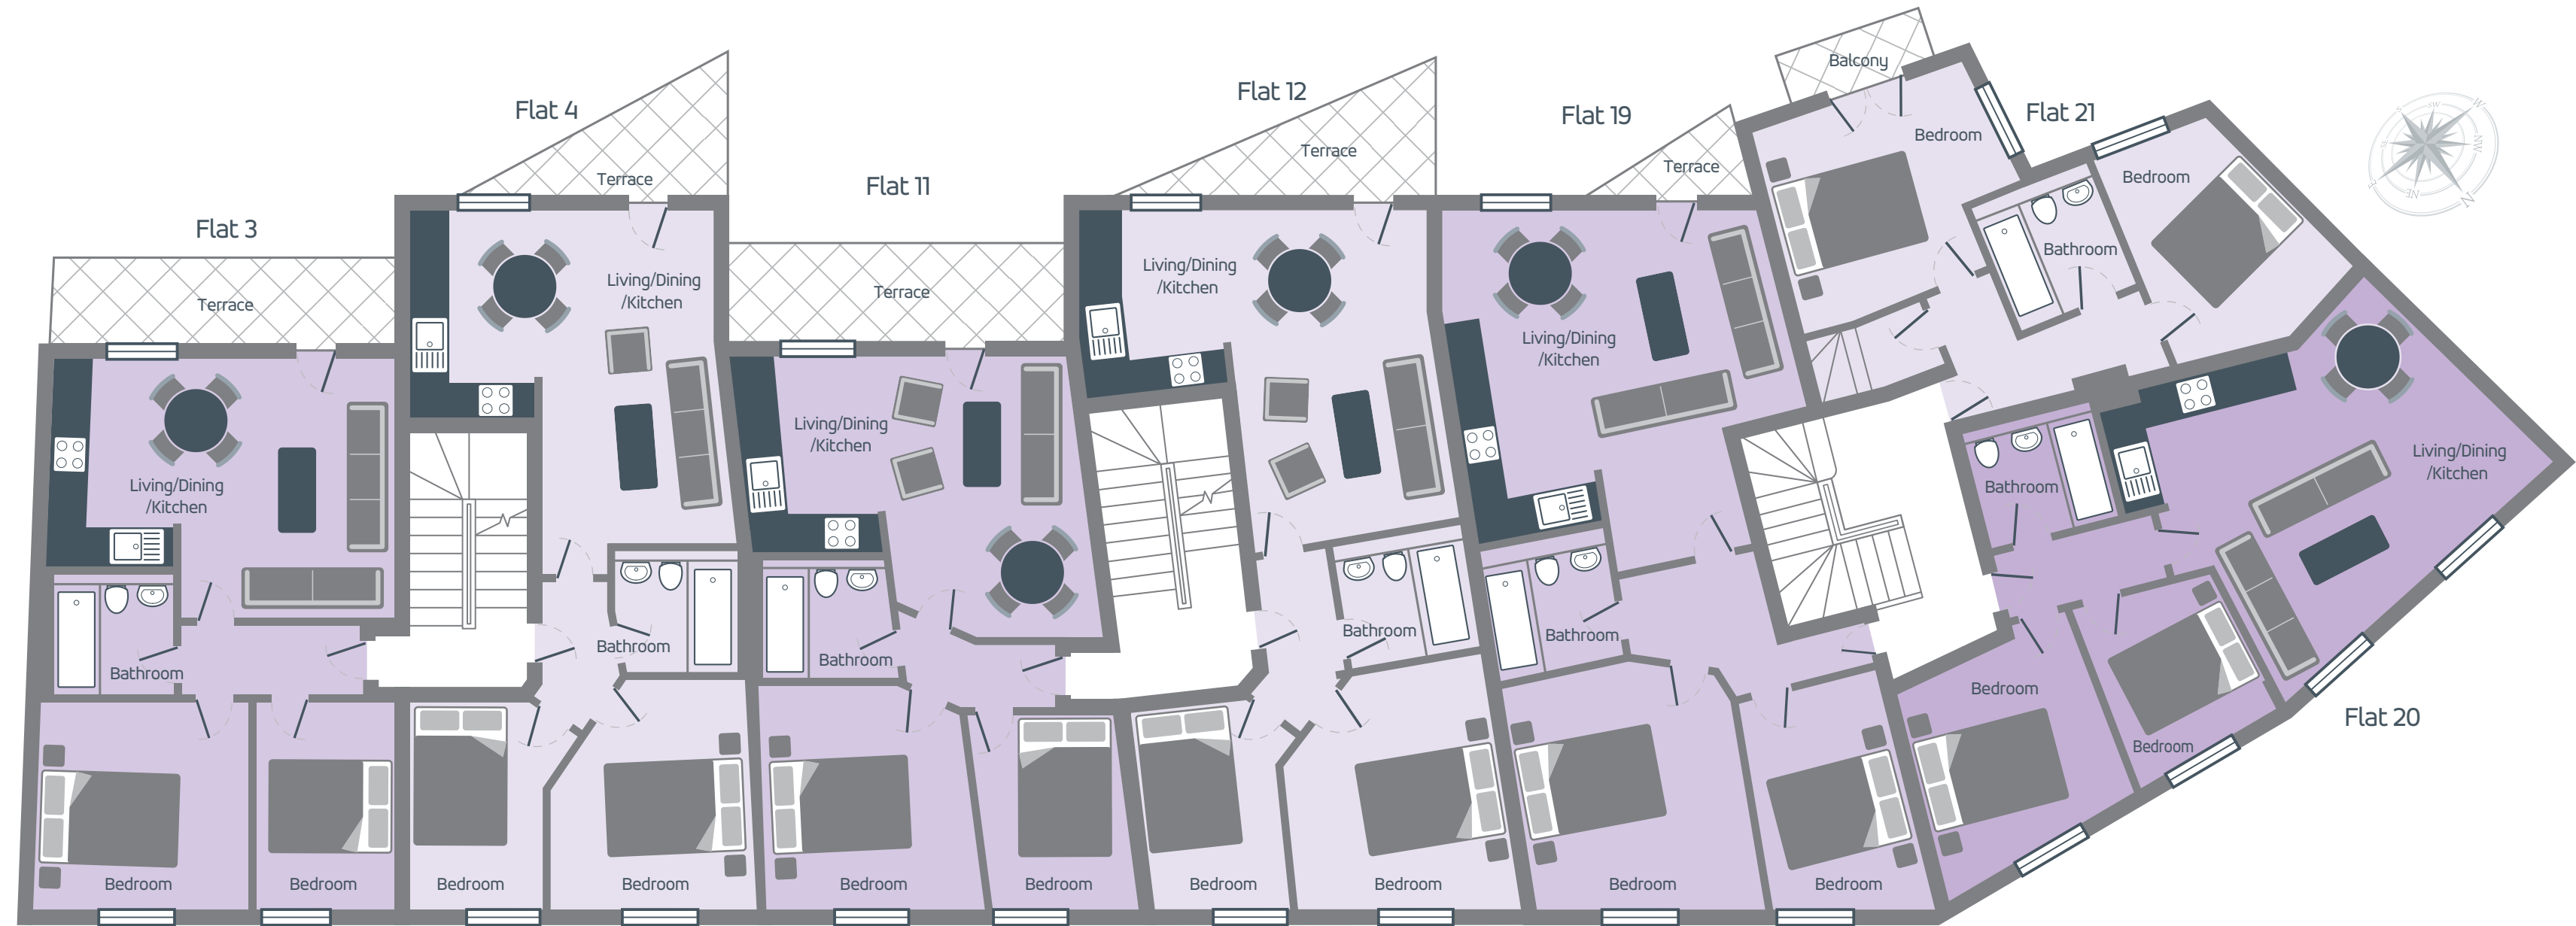 Flat 3
Terrace
Living/Dining
/Kitchen
Bathroom
Bedroom
Bedroom
Flat 4
Terrace
Living/Dining
/Kitchen
Bathroom
Bedroom
Bedroom
Flat 11
Terrace
Living/Dining
/Kitchen
Bathroom
Bedroom
Bedroom
Flat 12
Terrace
Living/Dining
/Kitchen
Bathroom
Bedroom
Bedroom
Flat 19
Terrace
Living/Dining
/Kitchen
Bathroom
Bedroom
Bedroom
Balcony
Flat 21
Bedroom
Bedroom
Bathroom
Living/Dining
/Kitchen
Bathroom
Bedroom
Bedroom
Flat 20
S
SW
W
NW
N
NE
E